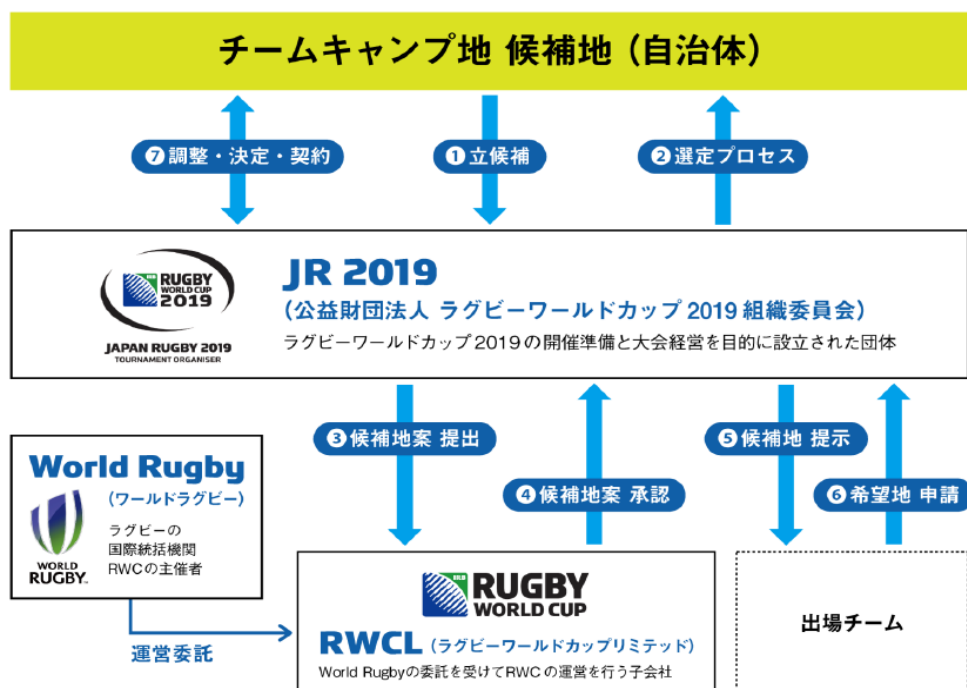 チームキャンプ地 候補地（自治体）
❼調整・決定・契約
❶立候補
❷選定プロセス
RUGBY
WORLD CUP
2019
JAPAN RUGBY 2019
TOURNAMENT ORGANISER
JR 2019
（公益財団法人 ラグビーワールドカップ 2019 組織委員会）
ラグビーワールドカップ2019の開催準備と大会経営を目的に設立された団体
❸候補地案 提出
❺候補地 提示
❹候補地案 承認
❻希望地 申請
World Rugby
（ワールドラグビー）
ラグビーの
国際統括機関
RWCの主催者
WORLD
RUGBY™
運営委託
IRB
RUGBY
WORLD CUP
RWCL（ラグビーワールドカップリミテッド）
World Rugbyの委託を受けてRWCの運営を行う子会社
出場チーム